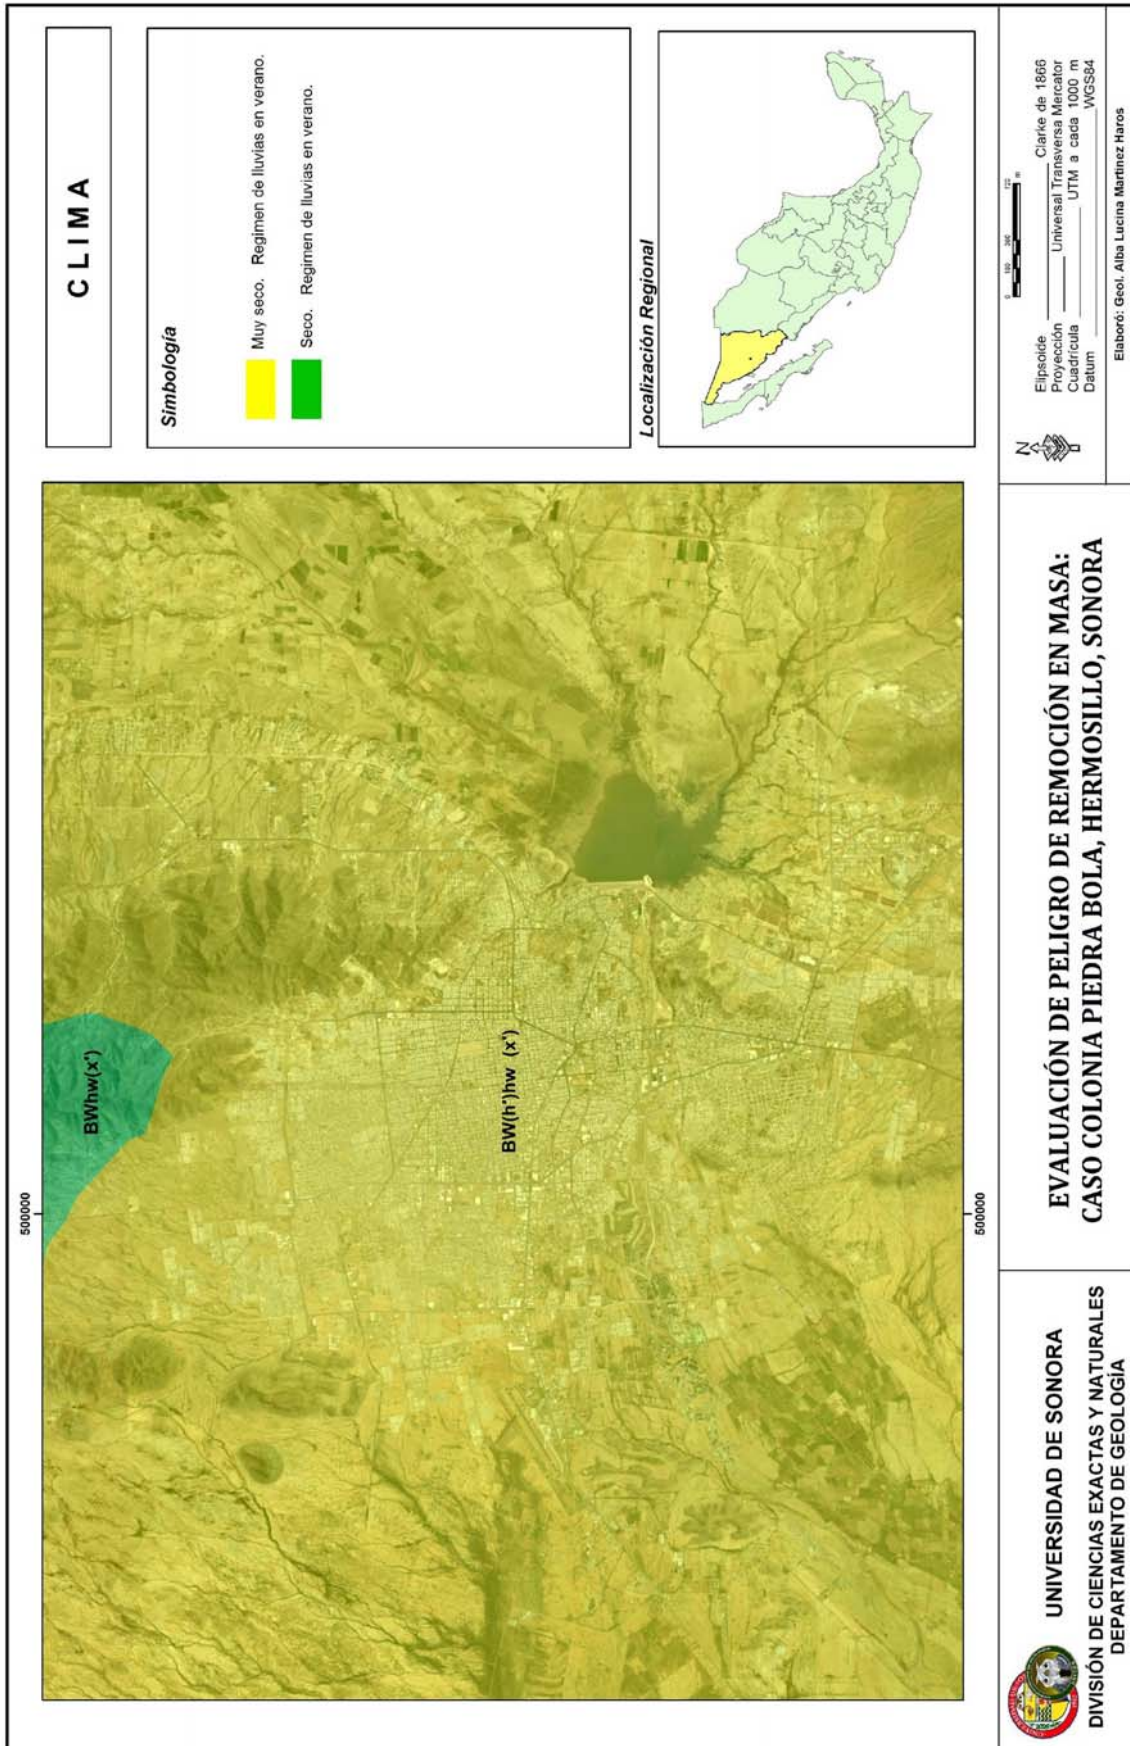 CLIMA
Simbología
Muy seco. Regimen de lluvias en verano.
Seco. Regimen de lluvias en verano.
Localización Regional
500000
BWhw(x')
BW(h')hw (x')
500000
UNIVERSIDAD DE SONORA
DIVISIÓN DE CIENCIAS EXACTAS Y NATURALES
DEPARTAMENTO DE GEOLOGÍA
EVALUACIÓN DE PELIGRO DE REMOCIÓN EN MASA:
CASO COLONIA PIEDRA BOLA, HERMOSILLO, SONORA
N
Elipsoide Clarke de 1866
Proyección Universal Transversa Mercator
Cuadrícula UTM a cada 1000 m
Datum WGS84
Elaboró: Geol. Alba Lucina Martinez Haros